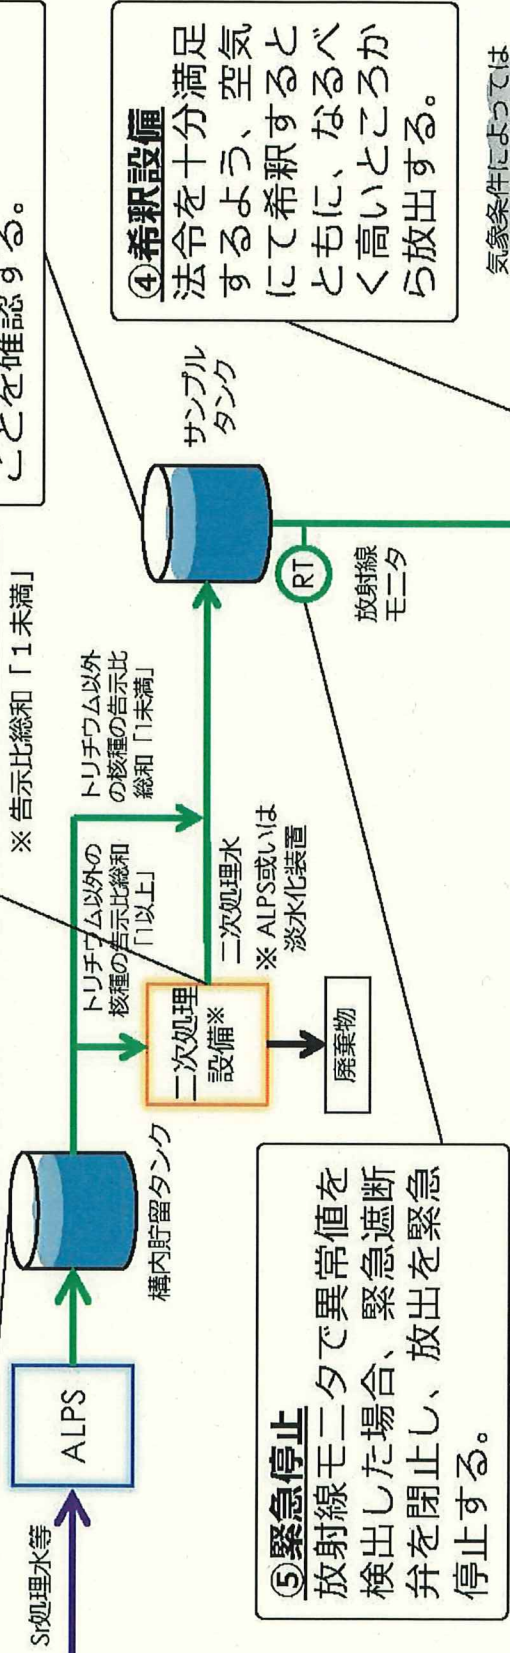 ことを確認する。
④希釈設備
法令を十分満足
するよう、空気
にて希釈すると
ともに、なるべ
く高いところか
ら放出する。
気象条件によっては
※ 告示比総和「１未満」
サンプル
タンク
RT
放射線
モニタ
トリチウム以外
の核種の告示比
総和「1未満」
トリチウム以外の
核種の告示比総和
「1以上」
二次処理水
※ ALPS或いは
淡水化装置
二次処理
設備※
廃棄物
構内貯留タンク
ALPS
Sr処理水等
⑤緊急停止
放射線モニタで異常値を
検出した場合、緊急遮断
弁を閉止し、放出を緊急
停止する。